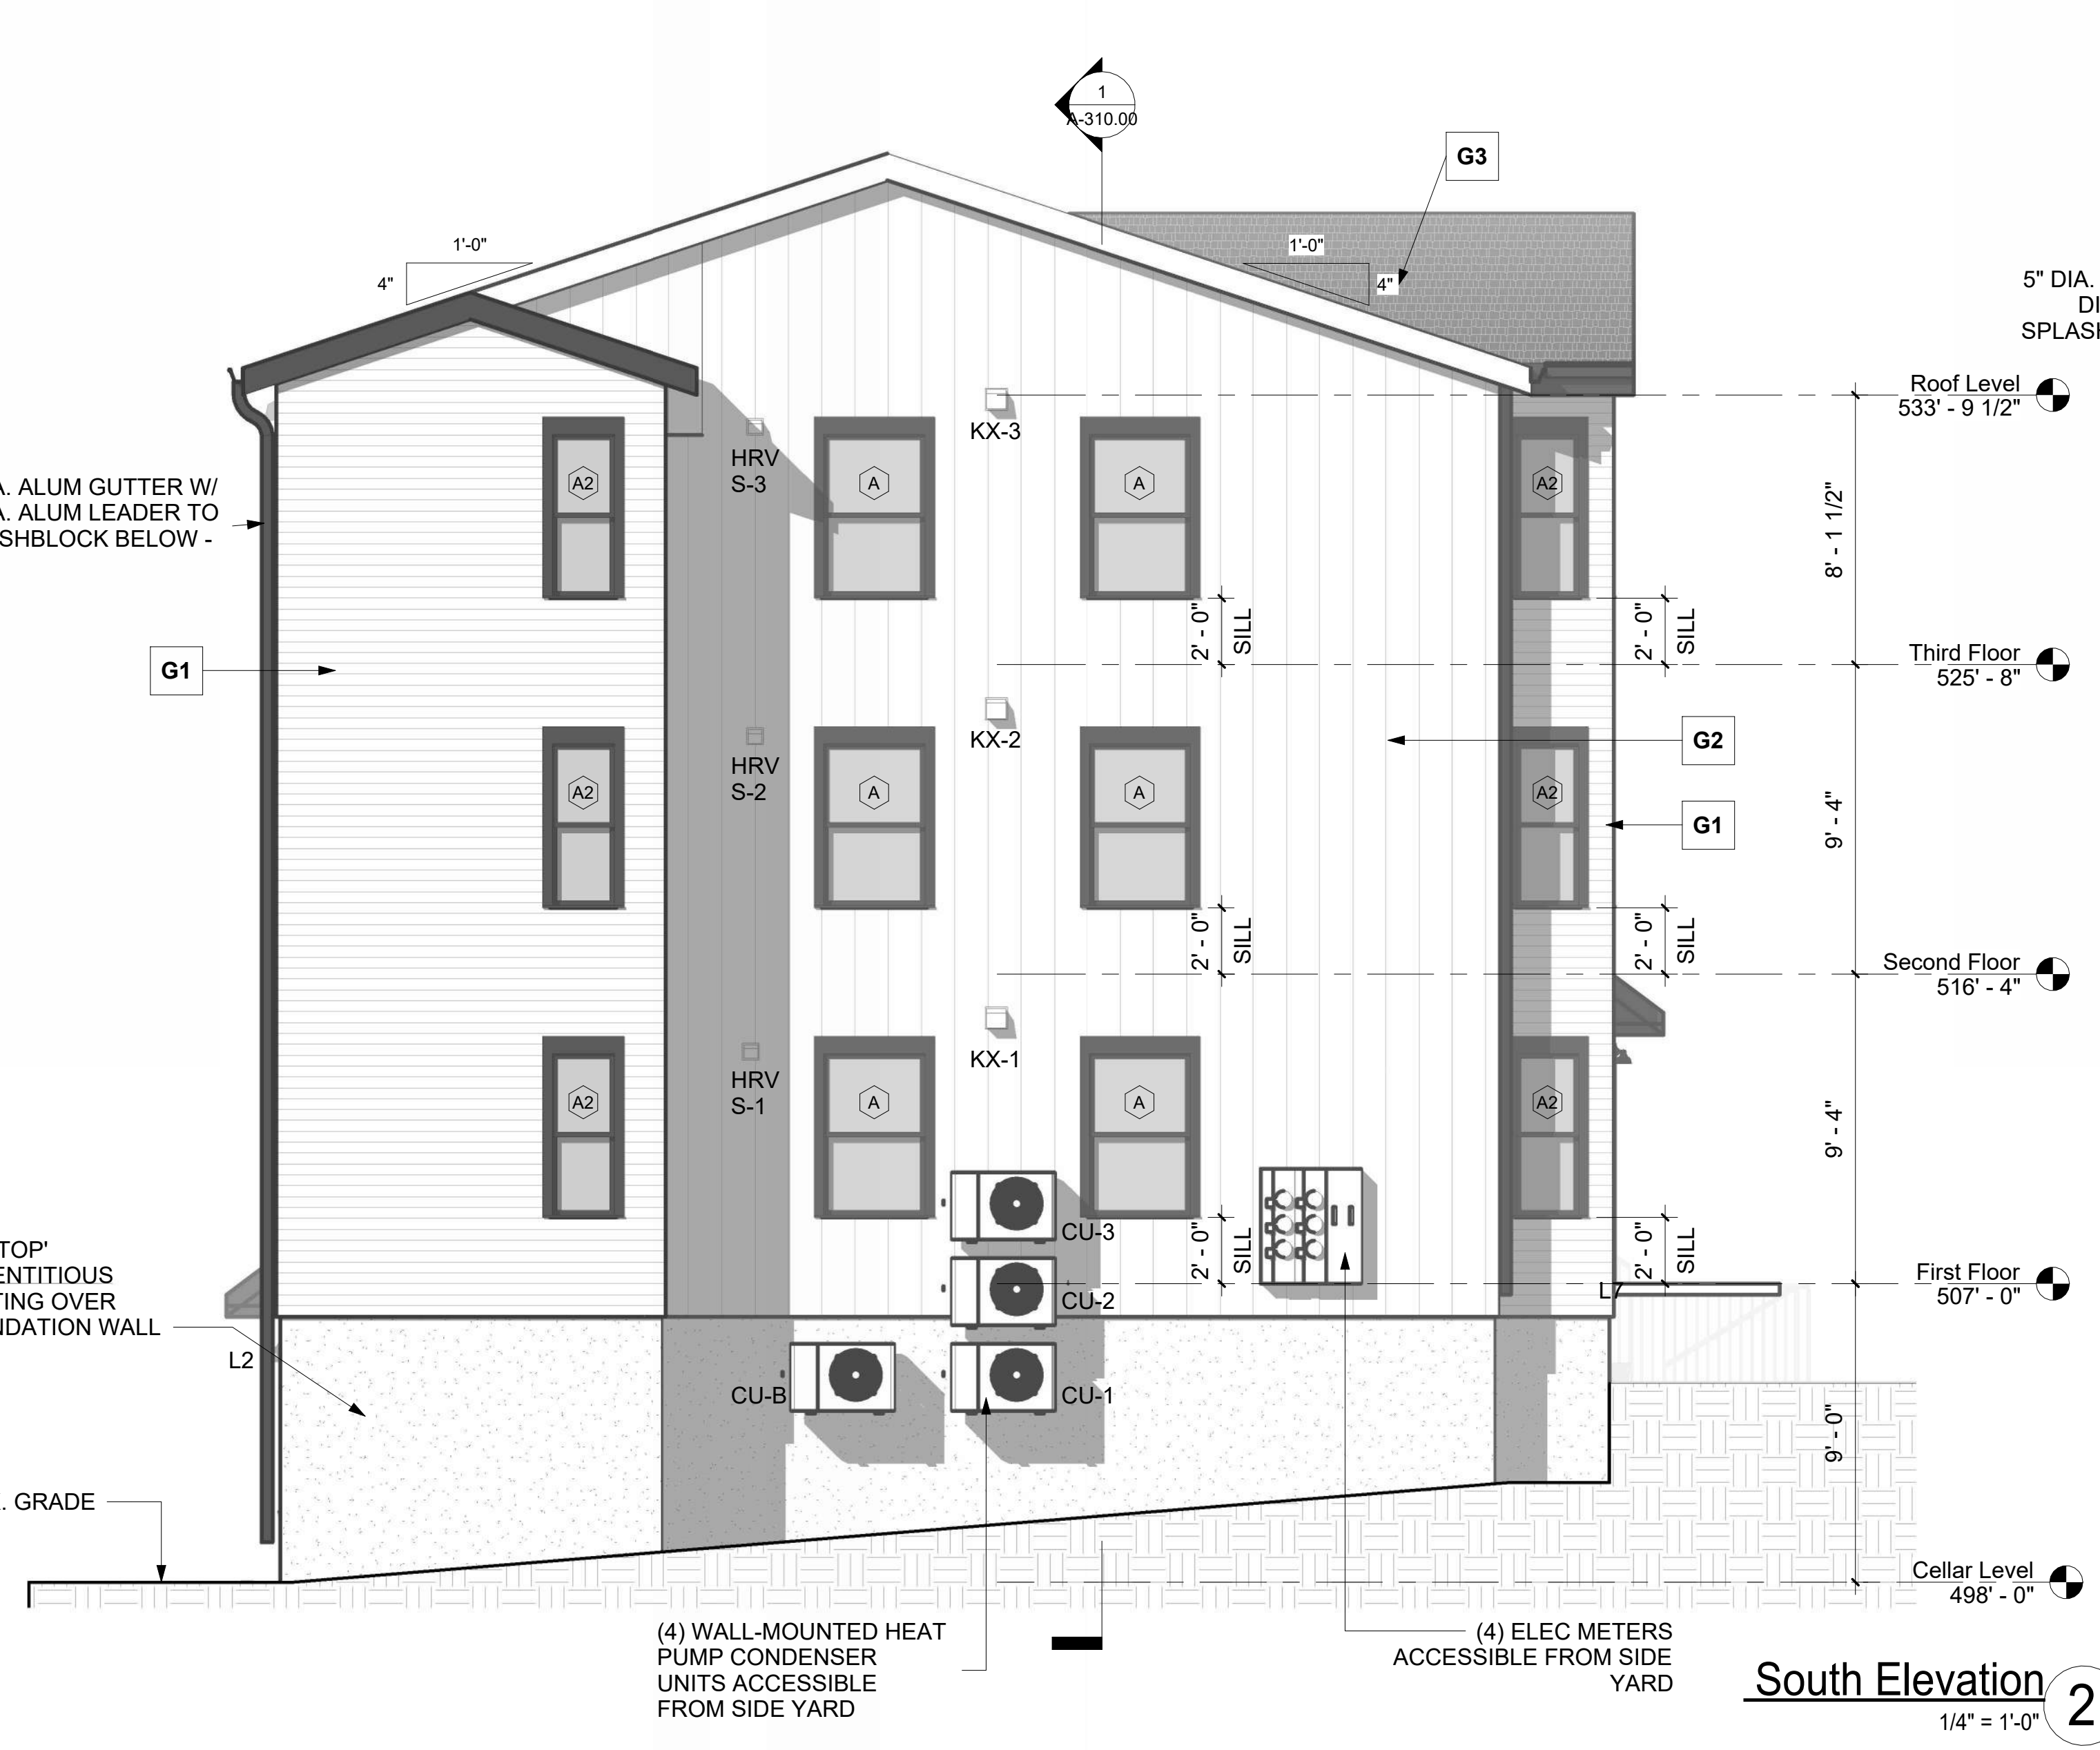 1
A-310.00
G3
1'-0"
4"
1'-0"
4"
5" DIA.
Roof Level
533' - 9 1/2"
KX-3
HRV
S-3
A2
A
A
A2
A. ALUM GUTTER W/
A. ALUM LEADER TO
SHBLOCK BELOW -
8' - 1 1/2"
2' - 0"
SILL
2' - 0"
SILL
Third Floor
525' - 8"
G1
KX-2
G2
HRV
S-2
A2
A
A
A2
G1
9' - 4"
2' - 0"
SILL
2' - 0"
SILL
Second Floor
516' - 4"
KX-1
HRV
S-1
A2
A
A
A2
9' - 4"
CU-3
2' - 0"
SILL
2' - 0"
SILL
TOP'
ENTITIOUS
TING OVER
NDATION WALL
First Floor
507' - 0"
CU-2
L7
L2
CU-B
CU-1
9' - 0"
. GRADE
Cellar Level
498' - 0"
(4) WALL-MOUNTED HEAT
PUMP CONDENSER
UNITS ACCESSIBLE
FROM SIDE YARD
(4) ELEC METERS
ACCESSIBLE FROM SIDE
YARD
South Elevation
2
1/4" = 1'-0"